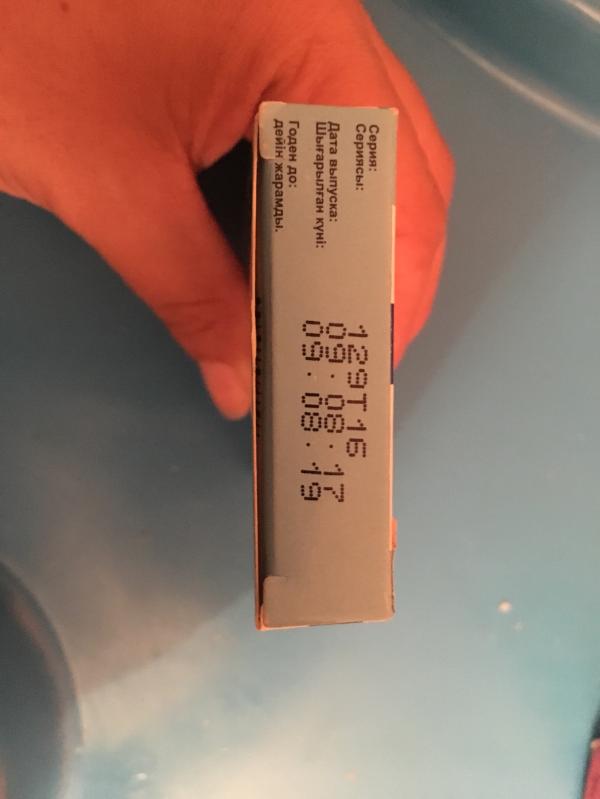 Серия:
Сериясы:
Дата выпуска:
Шығарылған күні:
Годен до:
дейін жарамды.
129T16
09.08.17
09.08.19